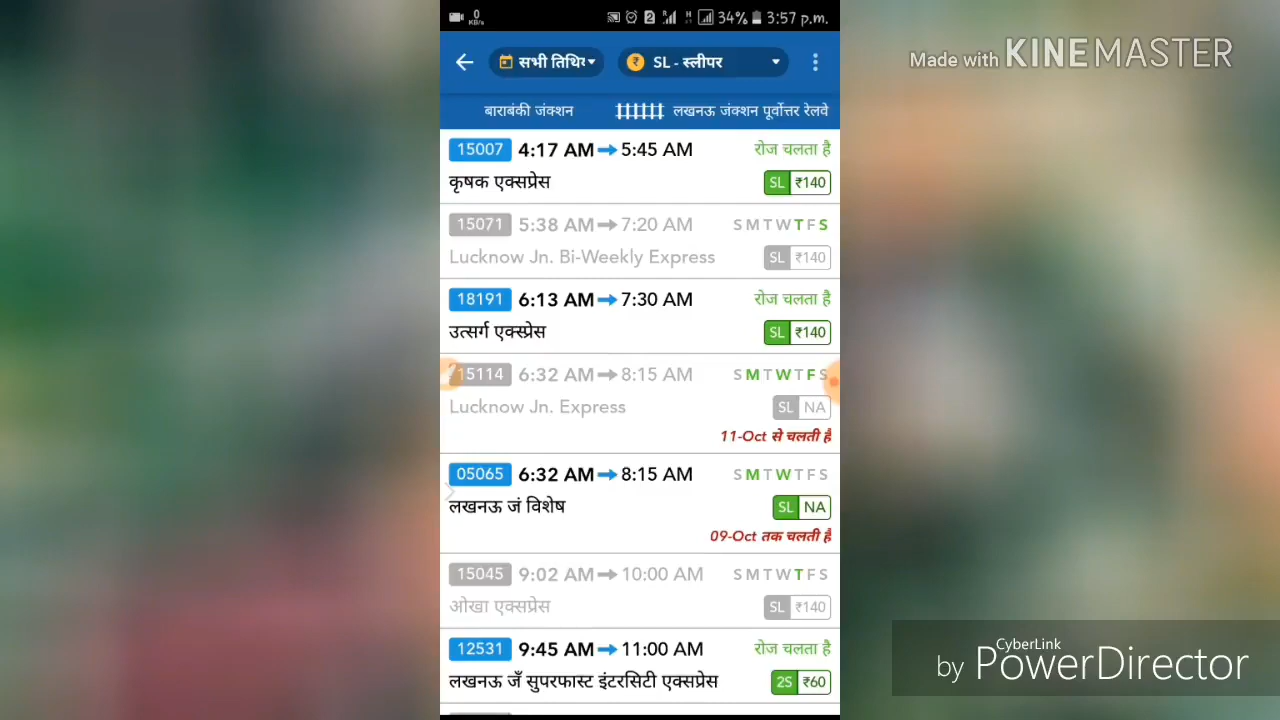 0 KB/s 2 R H 34% 3:57 p.m.
Made with KINEMASTER
सभी तिथि SL - स्लीपर
बाराबंकी जंक्शन लखनऊ जंक्शन पूर्वोत्तर रेलवे
15007 4:17 AM 5:45 AM रोज चलता है
कृषक एक्सप्रेस SL ₹140
15071 5:38 AM 7:20 AM S M T W T F S
Lucknow Jn. Bi-Weekly Express SL ₹140
18191 6:13 AM 7:30 AM रोज चलता है
उत्सर्ग एक्स्प्रेस SL ₹140
15114 6:32 AM 8:15 AM S M T W T F S
Lucknow Jn. Express SL NA
11-Oct से चलती है
05065 6:32 AM 8:15 AM S M T W T F S
लखनऊ जं विशेष SL NA
09-Oct तक चलती है
15045 9:02 AM 10:00 AM S M T W T F S
ओखा एक्सप्रेस SL ₹140
12531 9:45 AM 11:00 AM रोज चलता है
लखनऊ जँ सुपरफास्ट इंटरसिटी एक्सप्रेस 2S ₹60
by CyberLink PowerDirector